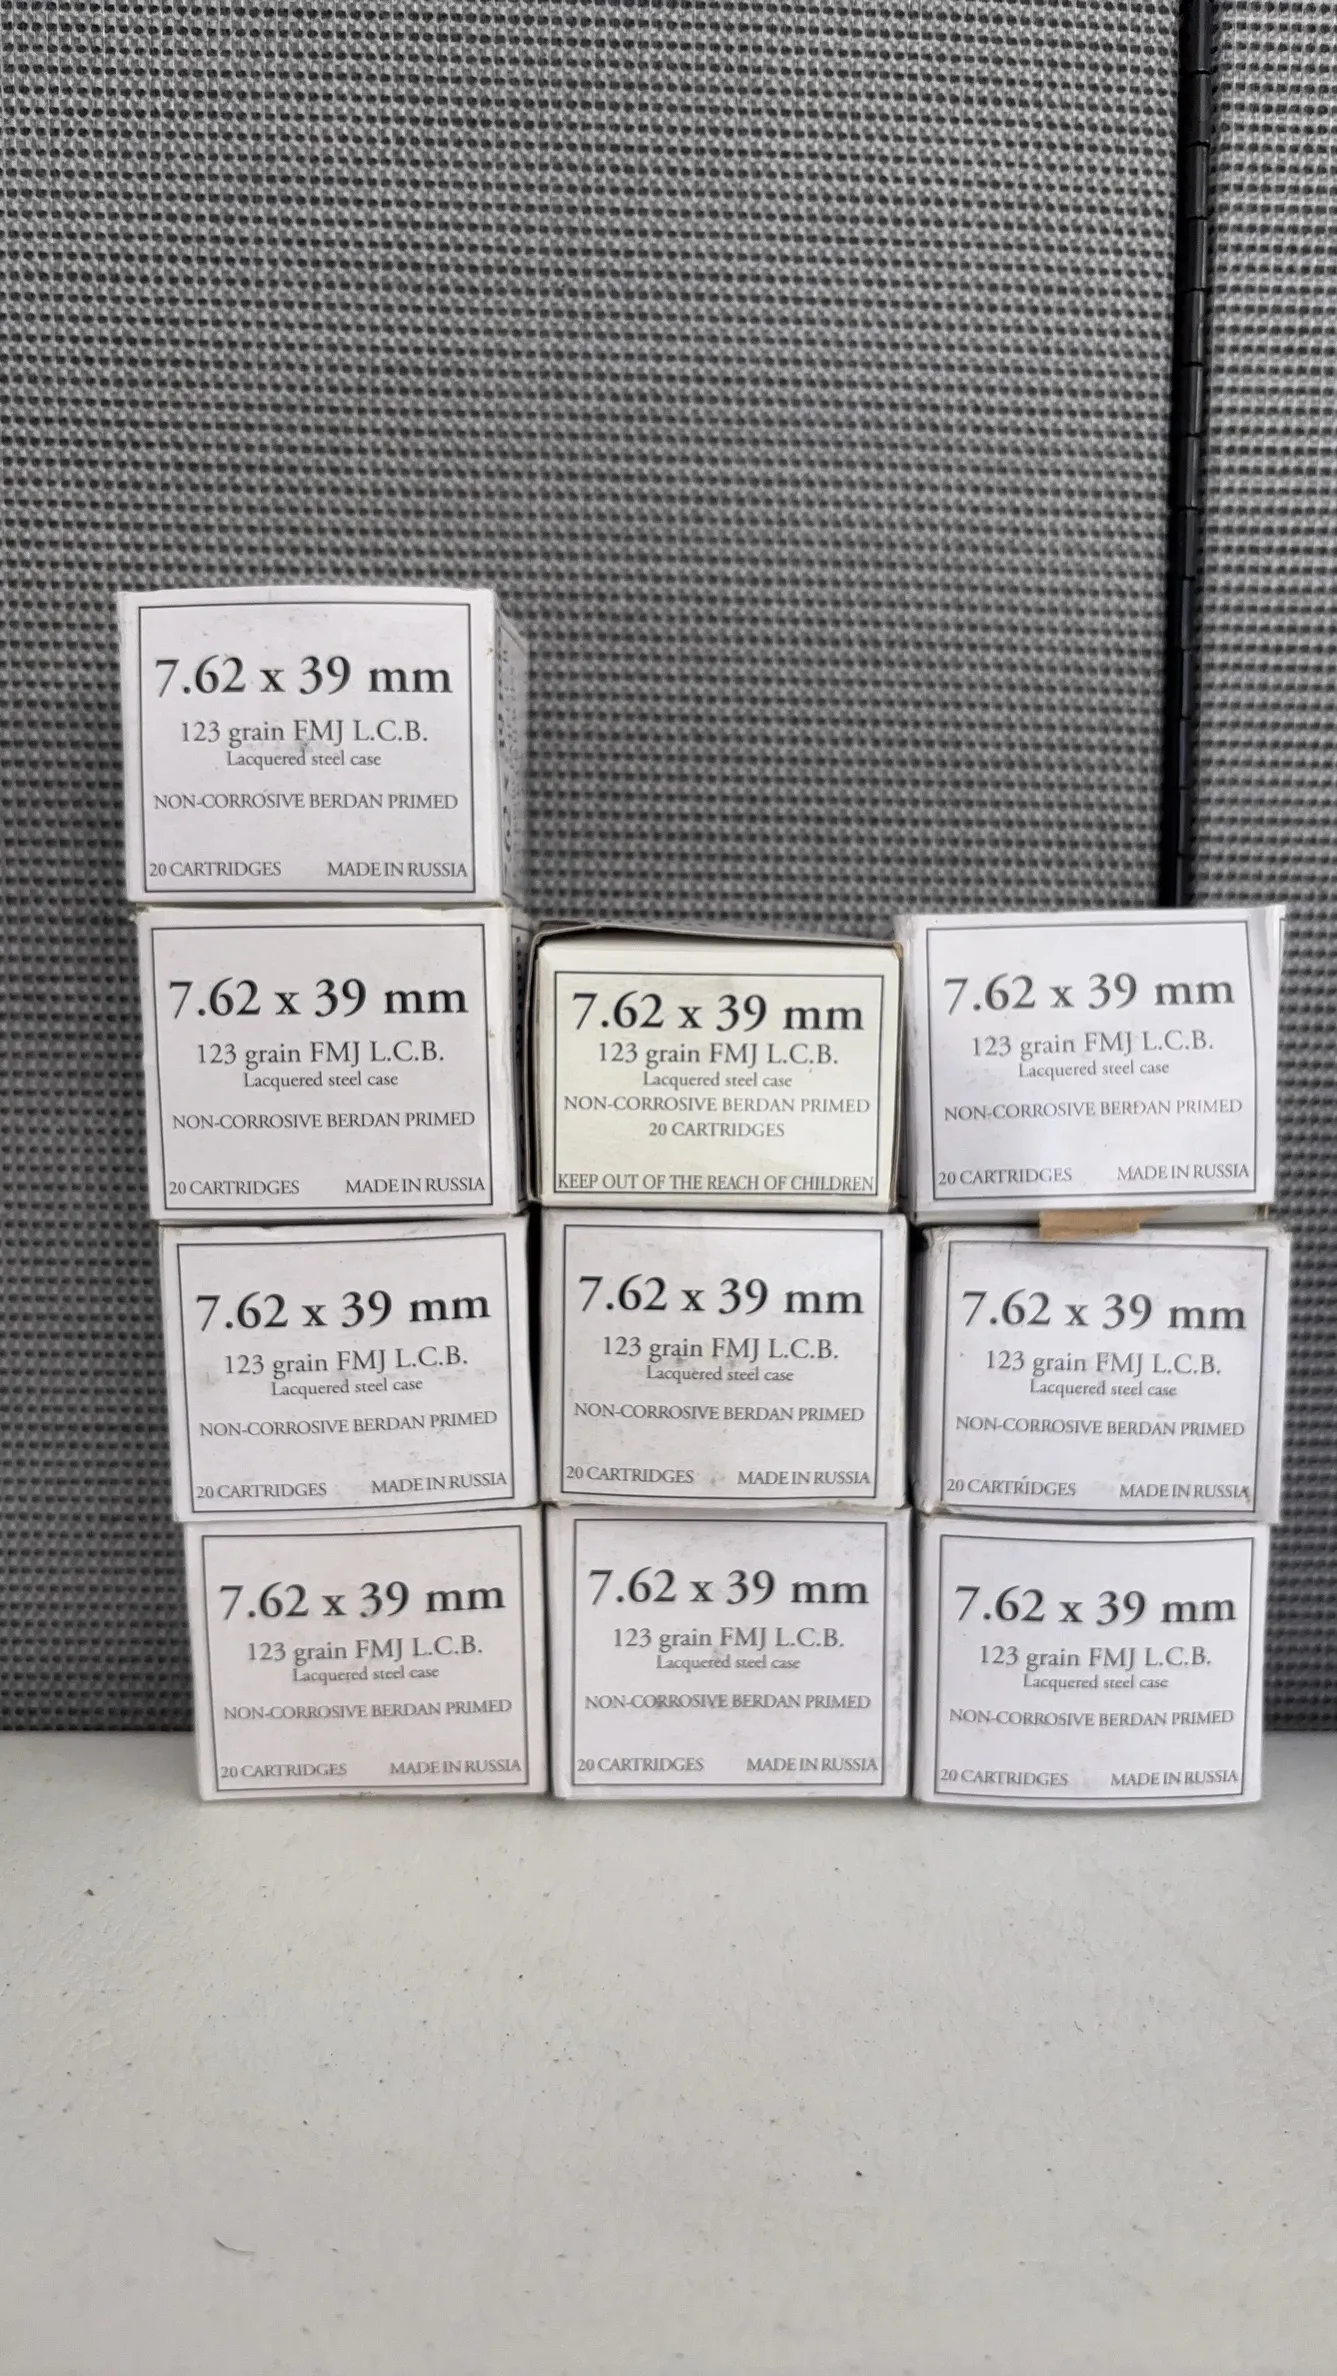 7.62 x 39 mm
123 grain FMJ L.C.B.
Lacquered steel case
NON-CORROSIVE BERDAN PRIMED
20 CARTRIDGES MADE IN RUSSIA
7.62 x 39 mm
123 grain FMJ L.C.B.
Lacquered steel case
NON-CORROSIVE BERDAN PRIMED
20 CARTRIDGES MADE IN RUSSIA
7.62 x 39 mm
123 grain FMJ L.C.B.
Lacquered steel case
NON-CORROSIVE BERDAN PRIMED
20 CARTRIDGES
KEEP OUT OF THE REACH OF CHILDREN
7.62 x 39 mm
123 grain FMJ L.C.B.
Lacquered steel case
NON-CORROSIVE BERDAN PRIMED
20 CARTRIDGES MADE IN RUSSIA
7.62 x 39 mm
123 grain FMJ L.C.B.
Lacquered steel case
NON-CORROSIVE BERDAN PRIMED
20 CARTRIDGES MADE IN RUSSIA
7.62 x 39 mm
123 grain FMJ L.C.B.
Lacquered steel case
NON-CORROSIVE BERDAN PRIMED
20 CARTRIDGES MADE IN RUSSIA
7.62 x 39 mm
123 grain FMJ L.C.B.
Lacquered steel case
NON-CORROSIVE BERDAN PRIMED
20 CARTRIDGES MADE IN RUSSIA
7.62 x 39 mm
123 grain FMJ L.C.B.
Lacquered steel case
NON-CORROSIVE BERDAN PRIMED
20 CARTRIDGES MADE IN RUSSIA
7.62 x 39 mm
123 grain FMJ L.C.B.
Lacquered steel case
NON-CORROSIVE BERDAN PRIMED
20 CARTRIDGES MADE IN RUSSIA
7.62 x 39 mm
123 grain FMJ L.C.B.
Lacquered steel case
NON-CORROSIVE BERDAN PRIMED
20 CARTRIDGES MADE IN RUSSIA